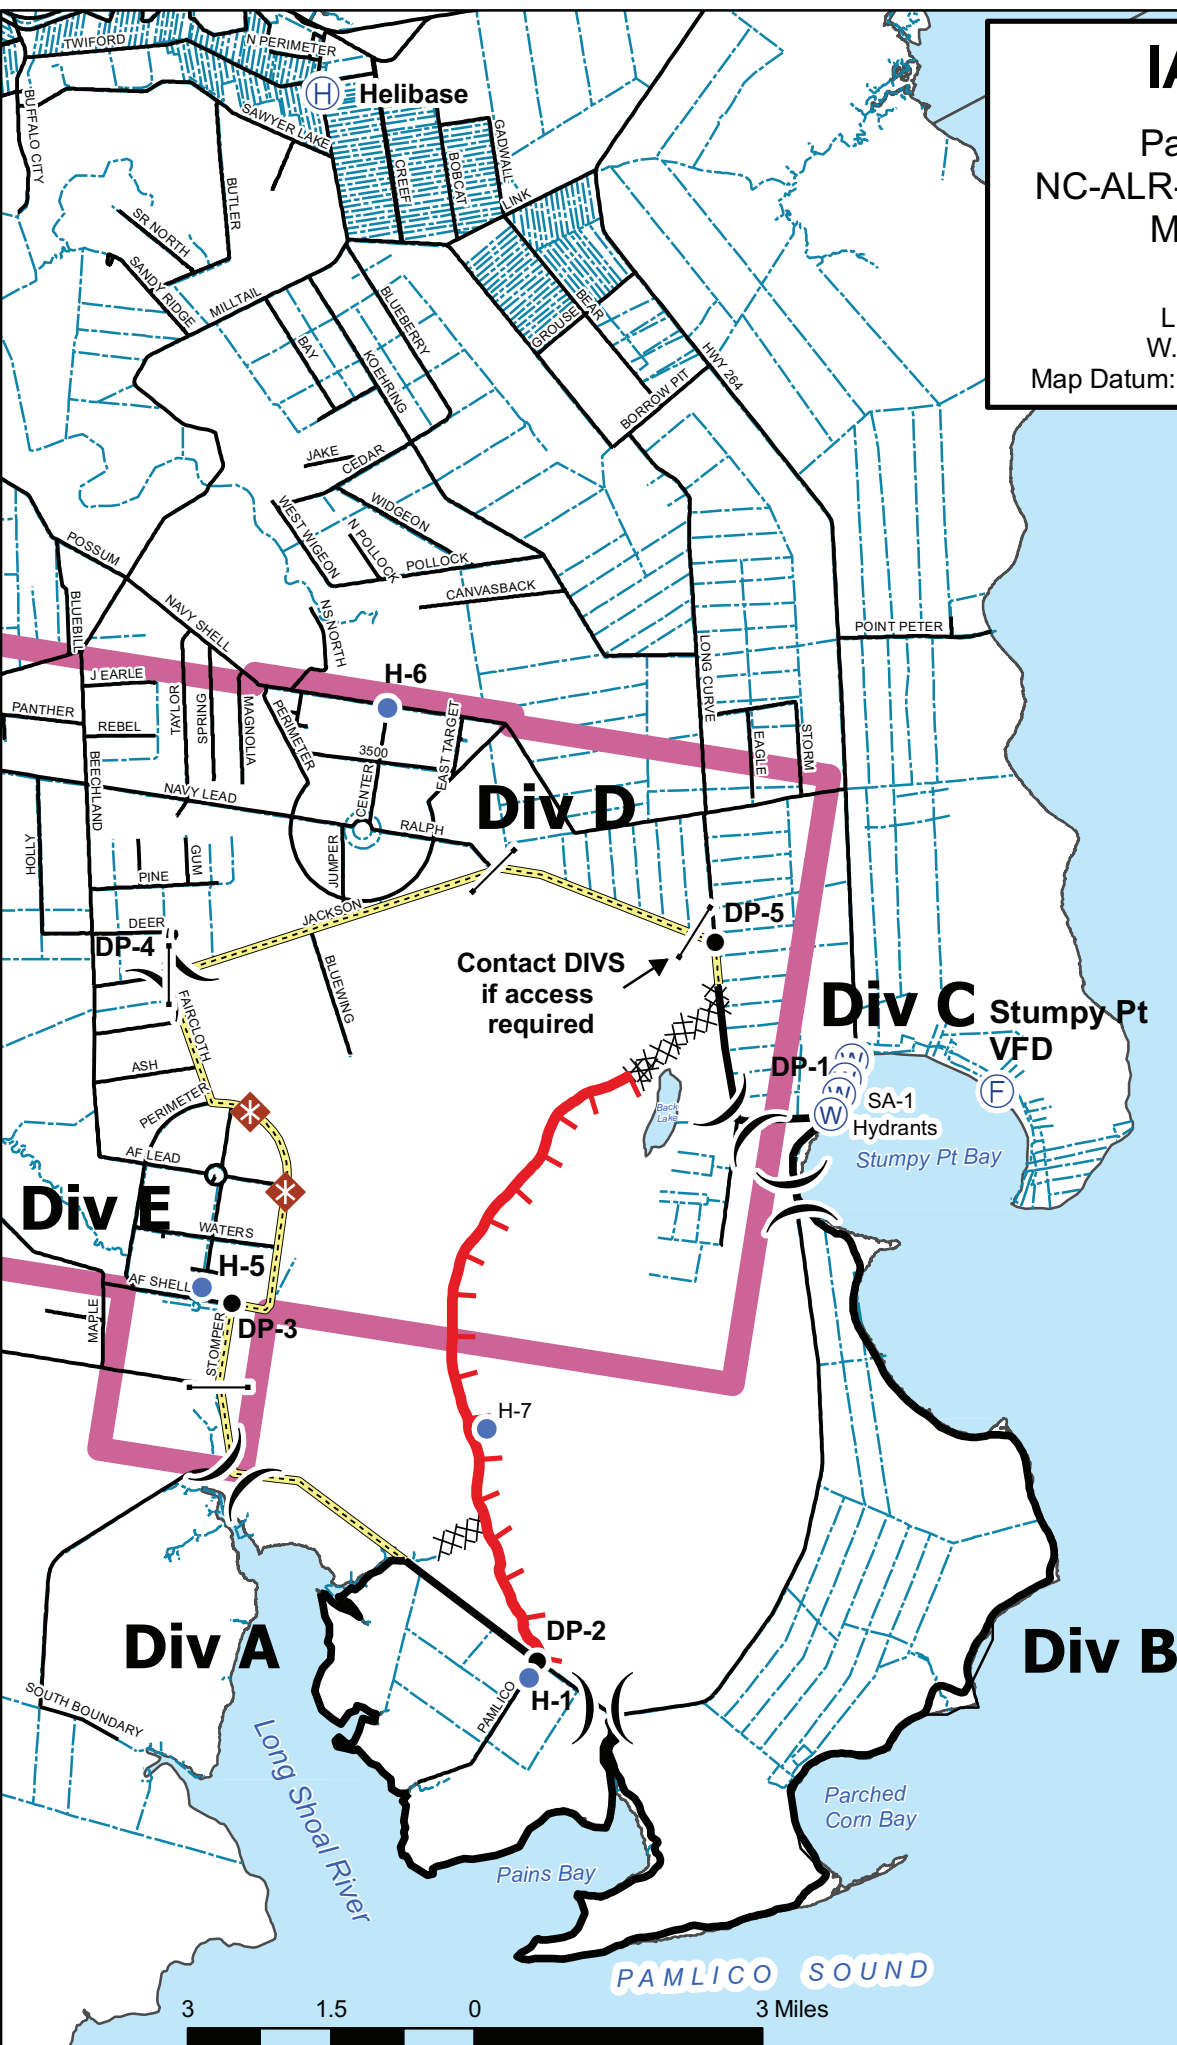 TWIFORD
N PERIMETER
H
Helibase
BUFFALO CITY
SAWYER LAKE
CREEF
BOBCAT
GADWALL
LINK
BUTLER
SR NORTH
SANDY RIDGE
MILLTAIL
BAY
KOEHRING
BLUEBERRY
GROUSE
BEAR
HWY 264
BORROW PIT
IA
Pa
NC-ALR-
M
L
W.
Map Datum:
JAKE
CEDAR
WIDGEON
WEST WIGEON
N POLLOCK
POLLOCK
CANVASBACK
POSSUM
NAVY SHELL
BLUEBILL
NS NORTH
POINT PETER
LONG CURVE
J EARLE
H-6
PANTHER
REBEL
TAYLOR
SPRING
MAGNOLIA
PERIMETER
3500
EAST TARGET
EAGLE
STORM
BEECHLAND
NAVY LEAD
CENTER
RALPH
Div D
HOLLY
GUM
PINE
JUMPER
DEER
JACKSON
DP-4
DP-5
BLUEWING
Contact DIVS
if access
required
FAIRCLOTH
Div C
Stumpy Pt
VFD
DP-1
W
W
W
F
SA-1
Hydrants
Stumpy Pt Bay
ASH
PERIMETER
Back
Lake
AF LEAD
Div E
WATERS
H-5
AF SHELL
DP-3
MAPLE
STOMPER
H-7
Div A
DP-2
H-1
PAMLICO
Div B
SOUTH BOUNDARY
Long Shoal River
Parched
Corn Bay
Pains Bay
PAMLICO SOUND
3
1.5
0
3 Miles